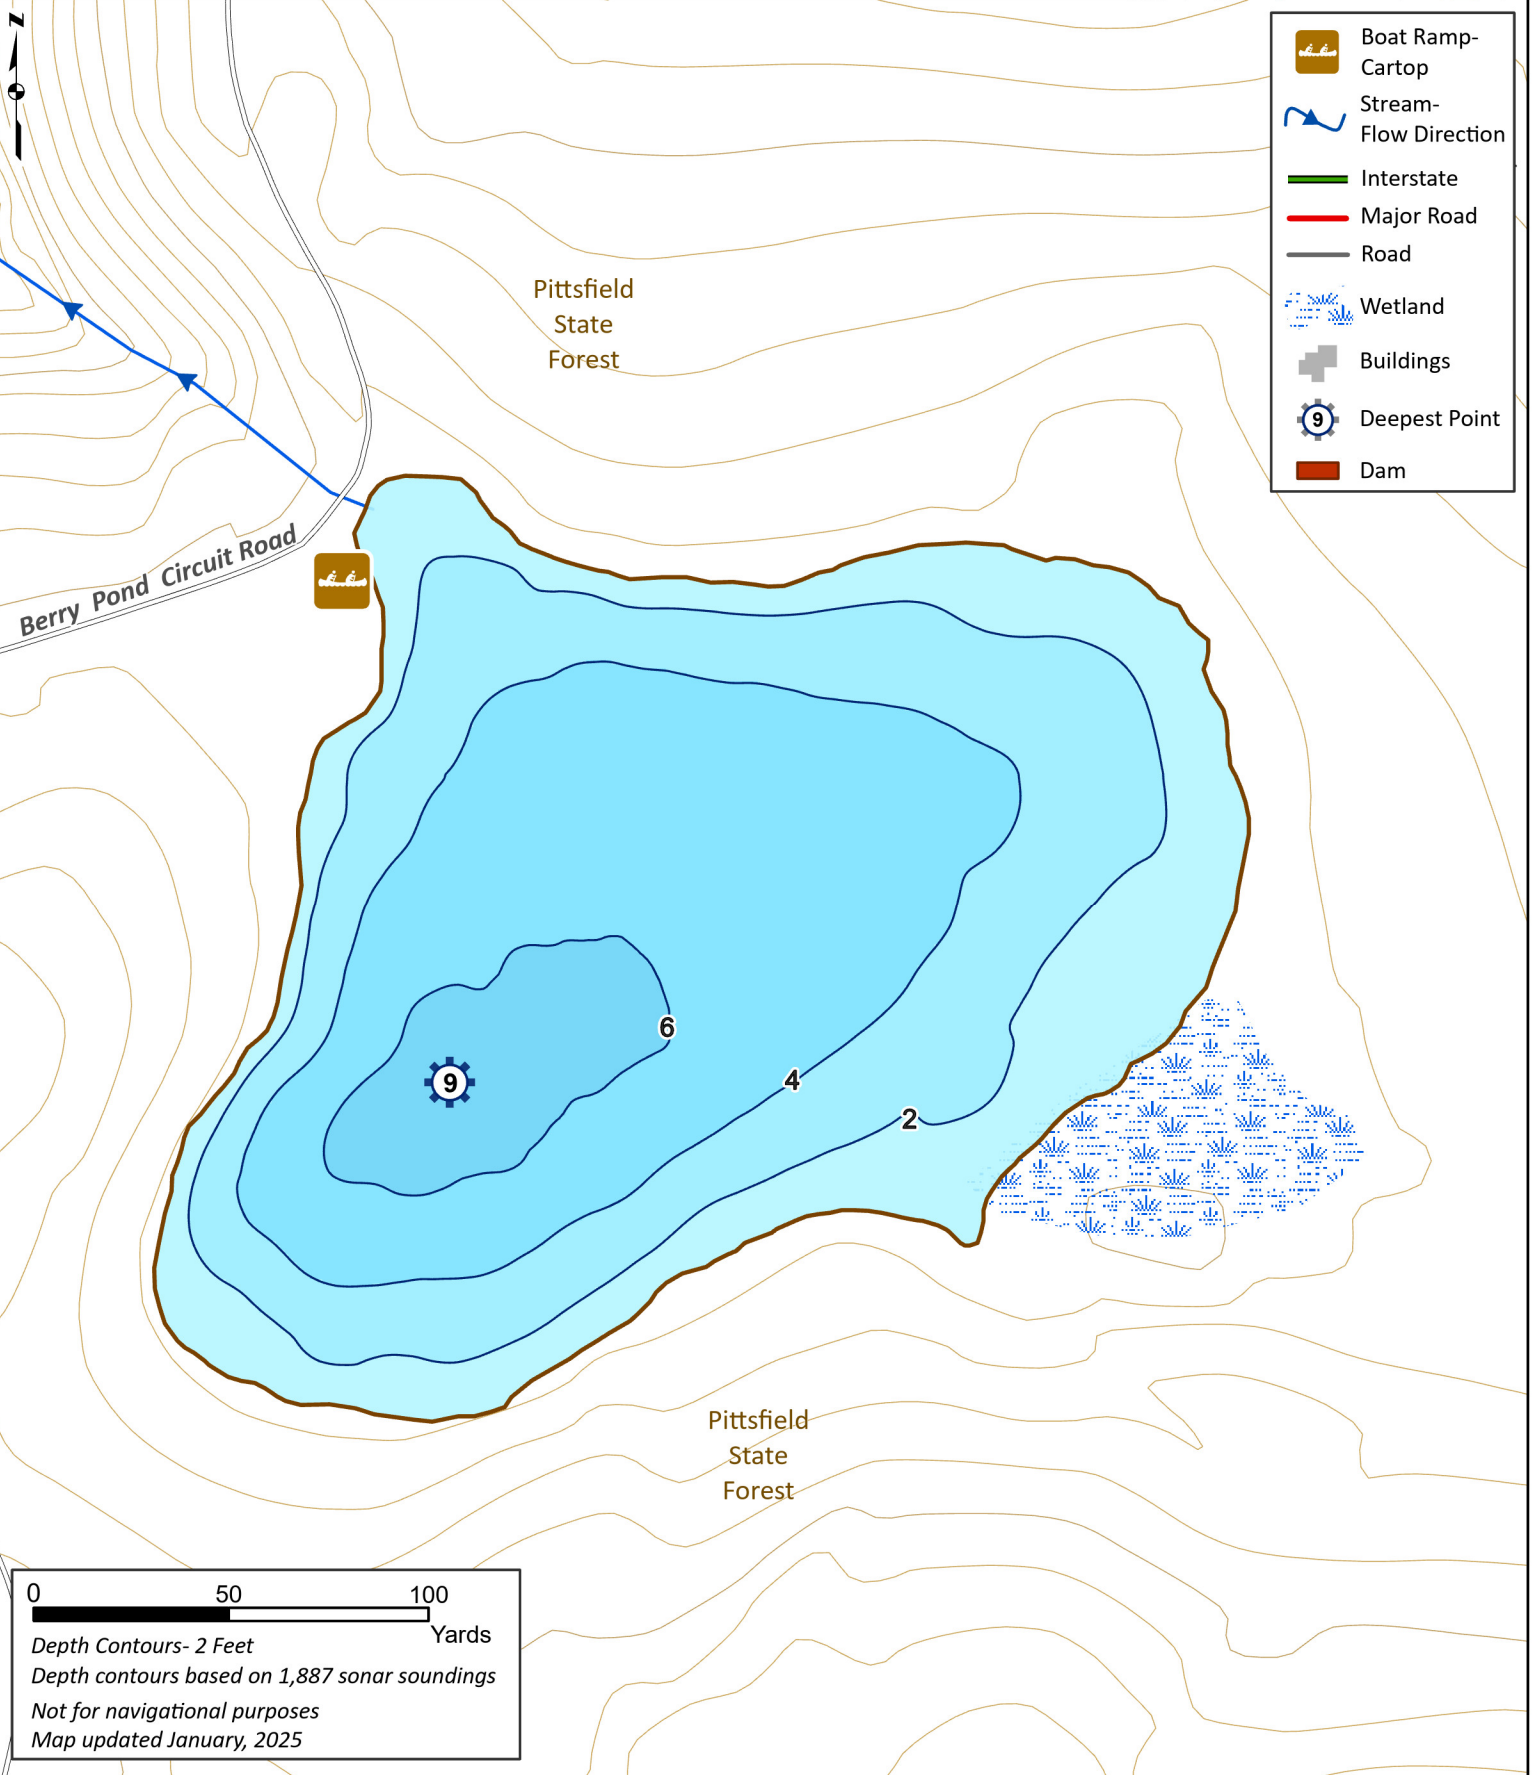 N
Boat Ramp-
Cartop
Stream-
Flow Direction
Interstate
Major Road
Road
Wetland
Buildings
9
Deepest Point
Dam
Pittsfield
State
Forest
Berry Pond Circuit Road
6
9
4
2
Pittsfield
State
Forest
0 50 100
Yards
Depth Contours- 2 Feet
Depth contours based on 1,887 sonar soundings
Not for navigational purposes
Map updated January, 2025